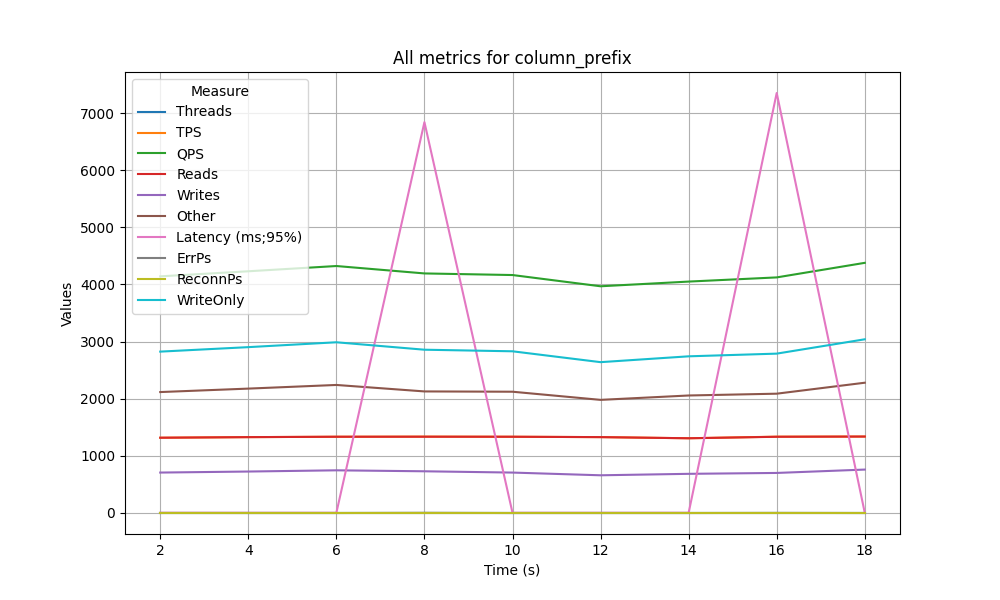 All metrics for column_prefix
Measure
Threads
TPS
QPS
Reads
Writes
Other
Latency (ms;95%)
ErrPs
ReconnPs
WriteOnly
Values
7000
6000
5000
4000
3000
2000
1000
0
2 4 6 8 10 12 14 16 18
Time (s)